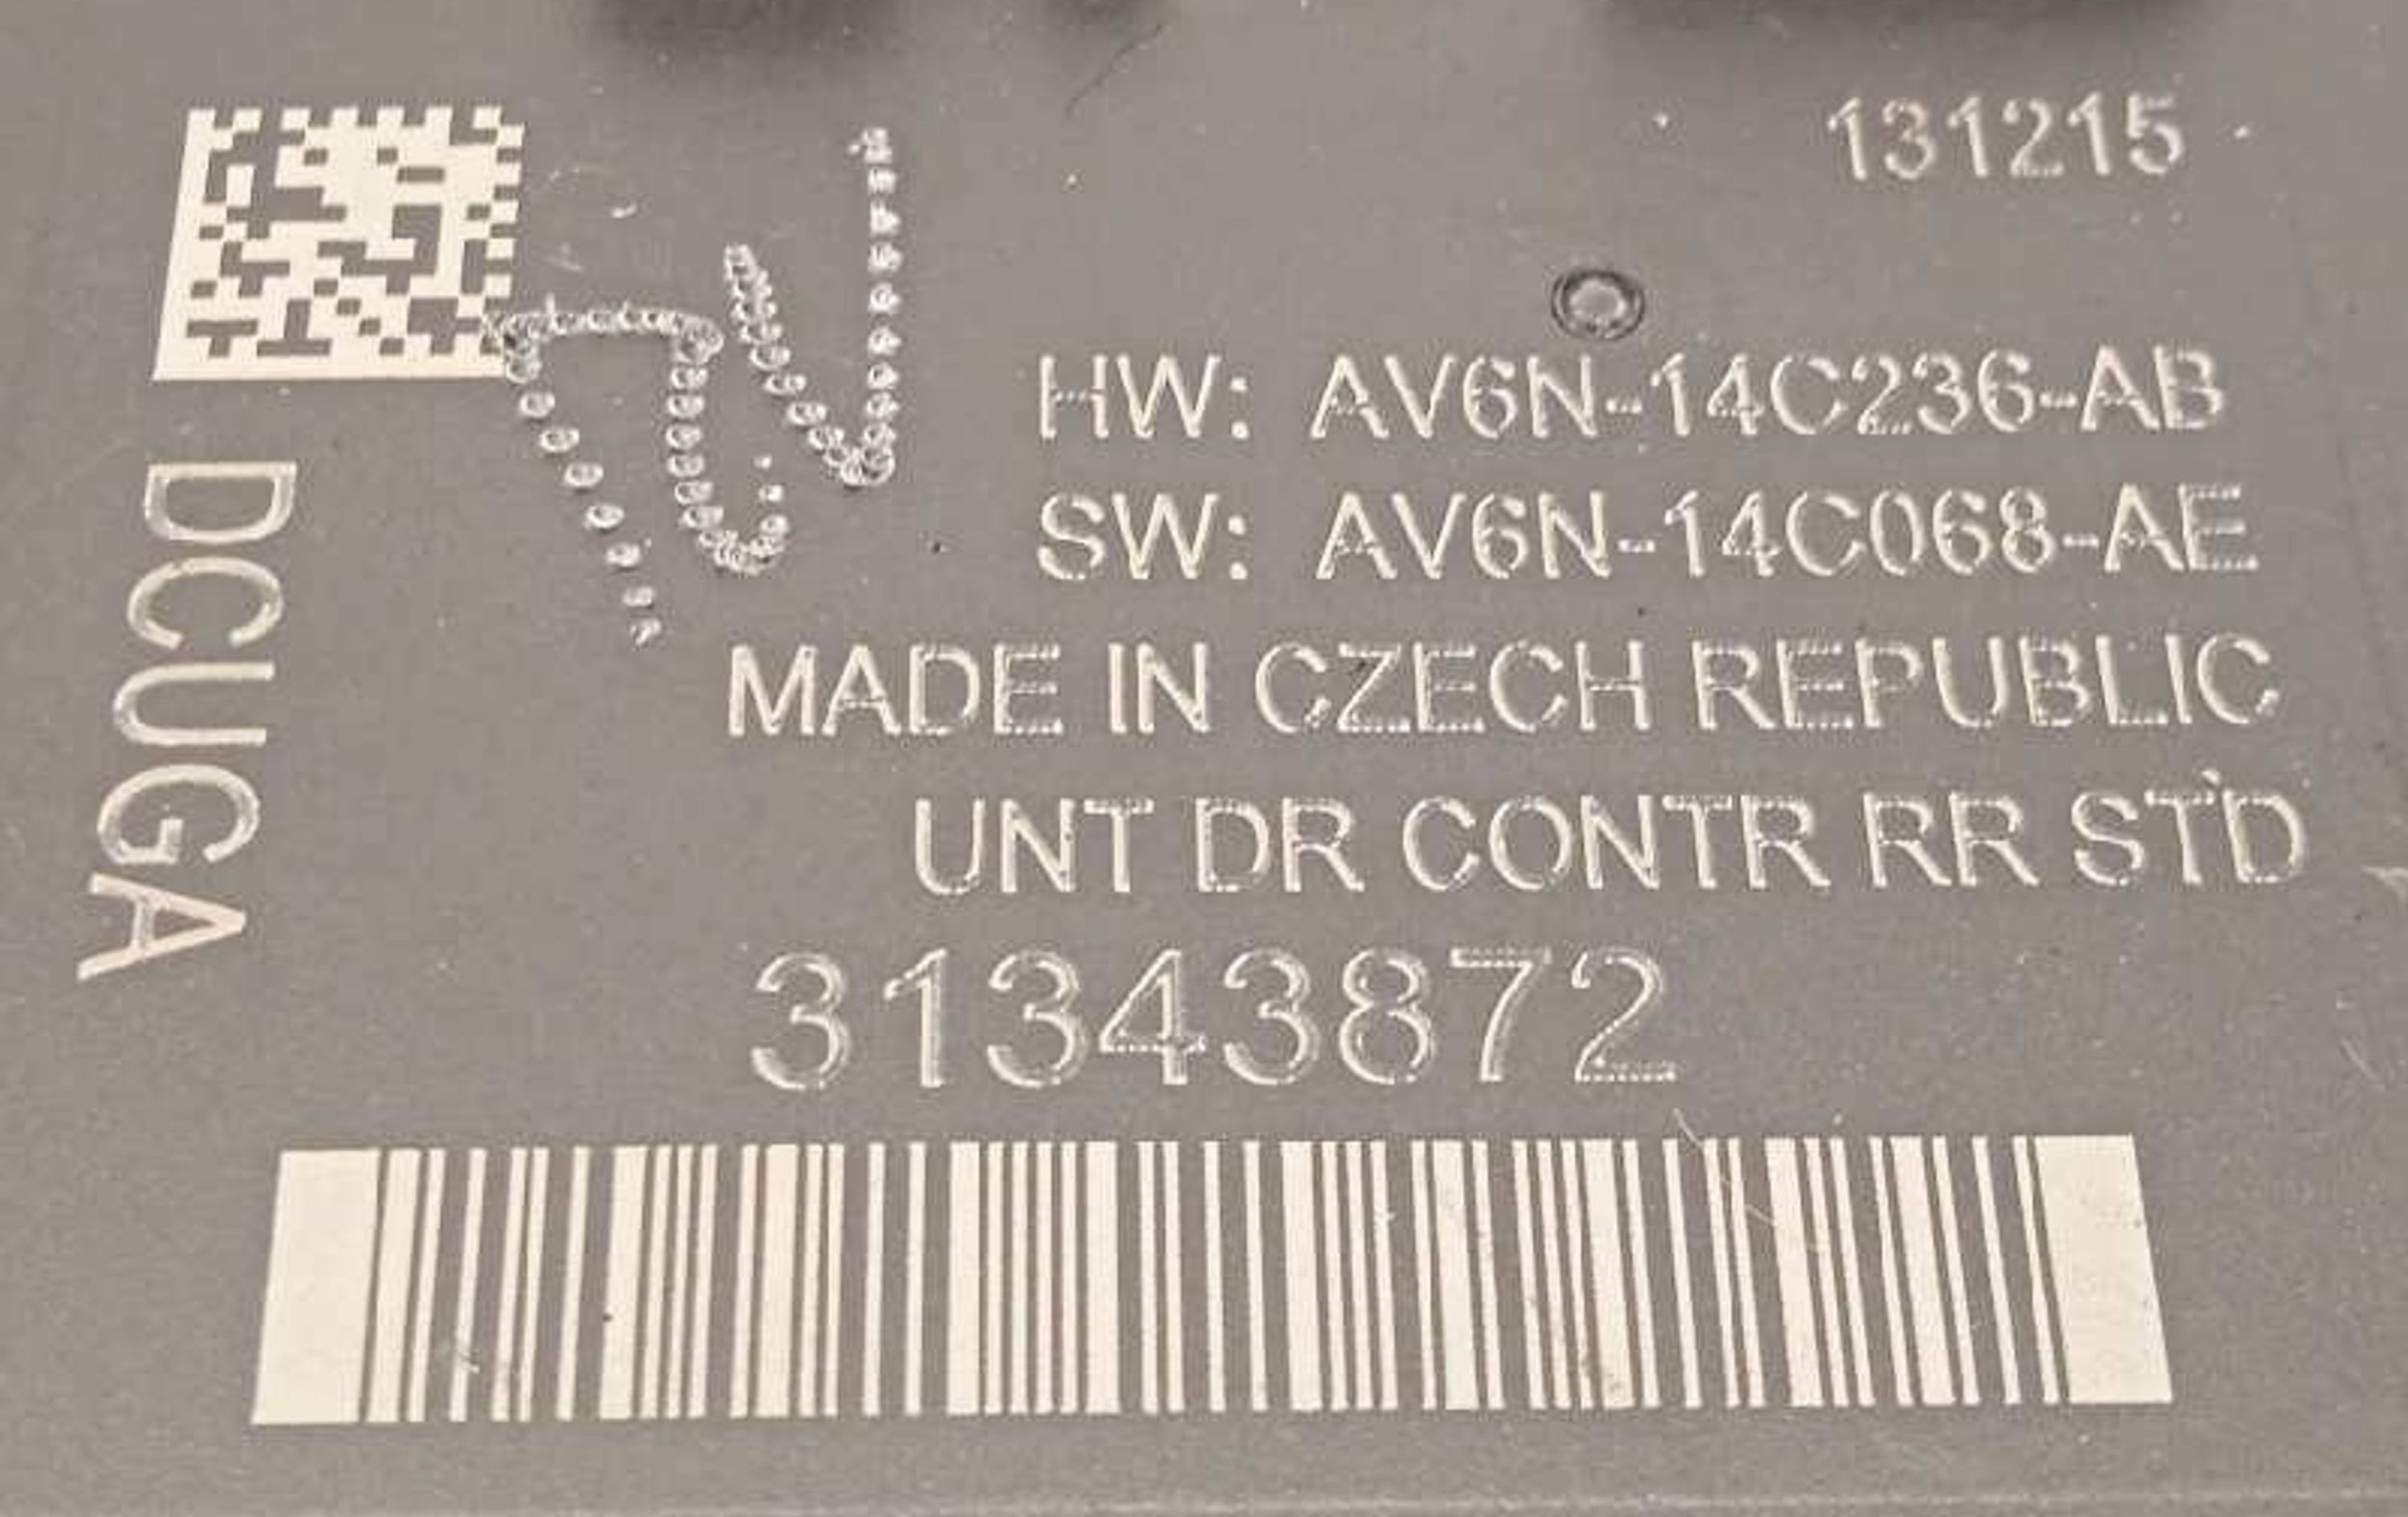 131215
HW: AV6N-14C236-AB
SW: AV6N-14C068-AE
MADE IN CZECH REPUBLIC
UNT DR CONTR RR STD
31343872
DCUGA